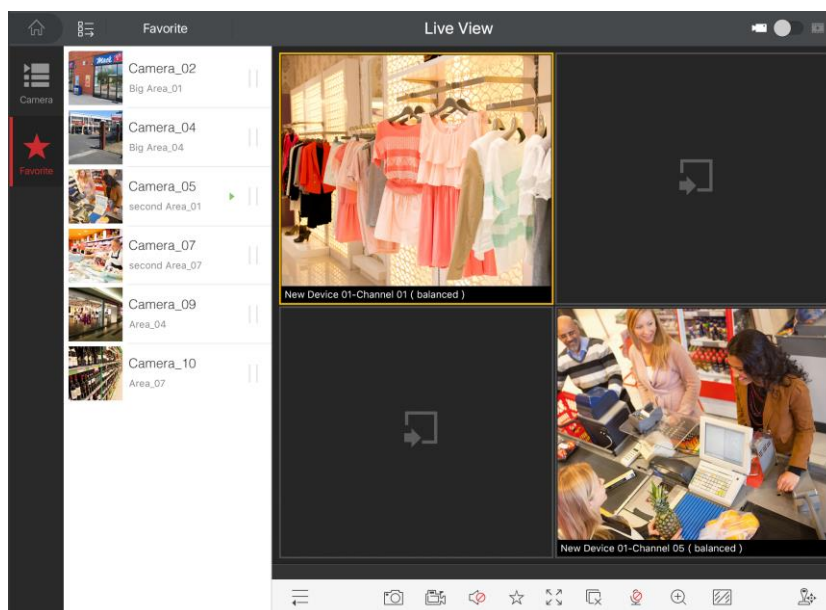 Favorite
Live View
Camera
Favorite
Camera_02
Big Area_01
Camera_04
Big Area_04
Camera_05
second Area_01
Camera_07
second Area_07
Camera_09
Area_04
Camera_10
Area_07
New Device 01-Channel 01 ( balanced )
New Device 01-Channel 05 ( balanced )